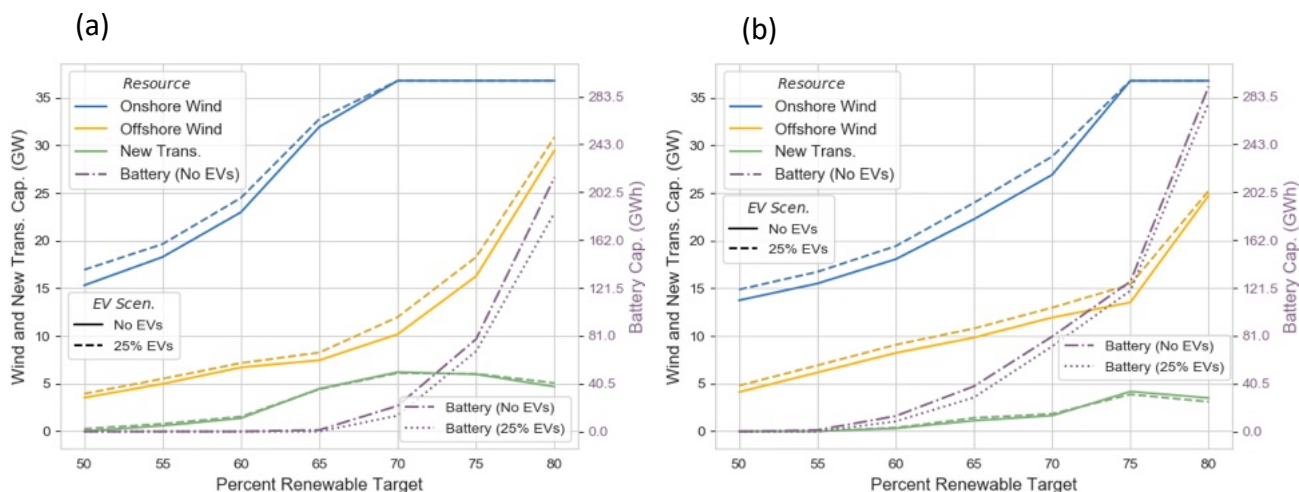 (a)
Resource
Onshore Wind
Offshore Wind
New Trans.
Battery (No EVs)
EV Scen.
No EVs
25% EVs
Battery (No EVs)
Battery (25% EVs)
Wind and New Trans. Cap. (GW)
35
30
25
20
15
10
5
0
Battery Cap. (GWh)
283.5
243.0
202.5
162.0
121.5
81.0
40.5
0.0
50 55 60 65 70 75 80
Percent Renewable Target
(b)
Resource
Onshore Wind
Offshore Wind
New Trans.
Battery (No EVs)
EV Scen.
No EVs
25% EVs
Battery (No EVs)
Battery (25% EVs)
Wind and New Trans. Cap. (GW)
35
30
25
20
15
10
5
0
Battery Cap. (GWh)
283.5
243.0
202.5
162.0
121.5
81.0
40.5
0.0
50 55 60 65 70 75 80
Percent Renewable Target